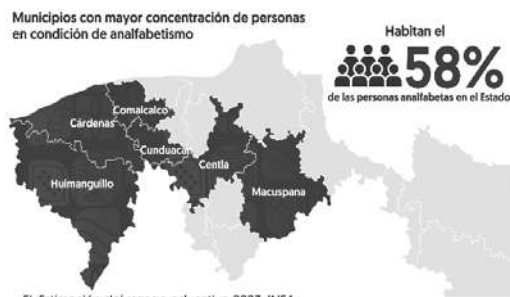 Municipios con mayor concentración de personas
en condición de analfabetismo
Habitan el
58%
de las personas analfabetas en el Estado
Comalcalco
Cárdenas
Cunduacán
Centla
Huimanguillo
Macuspana